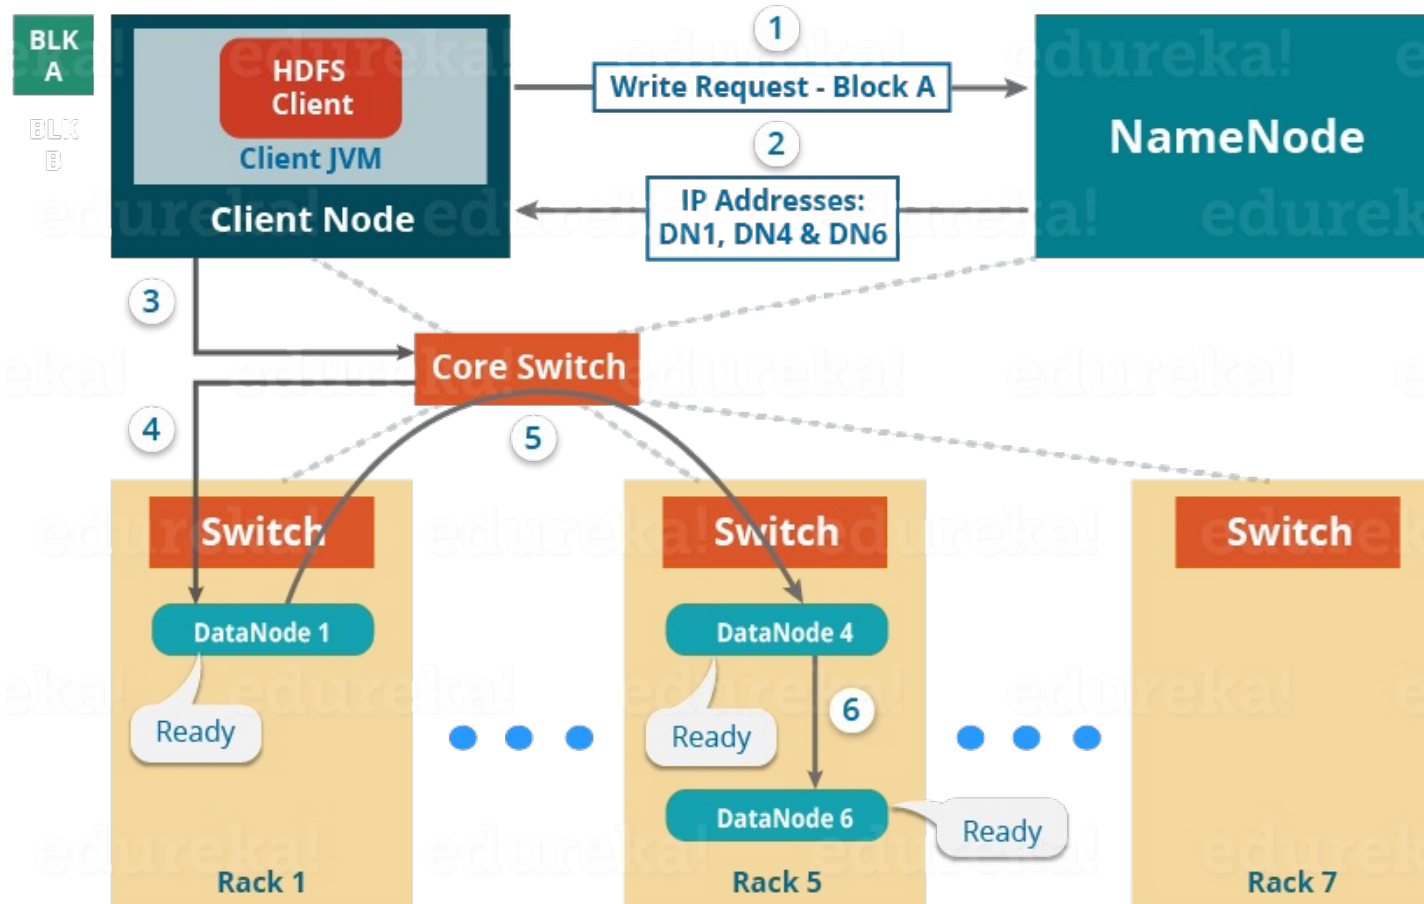 BLK
A
BLK
B
HDFS
Client
Client JVM
Client Node
1
Write Request - Block A
2
IP Addresses:
DN1, DN4 & DN6
NameNode
3
Core Switch
4
5
Switch
Switch
Switch
DataNode 1
DataNode 4
Ready
Ready
6
DataNode 6
Ready
Rack 1
Rack 5
Rack 7
edureka!